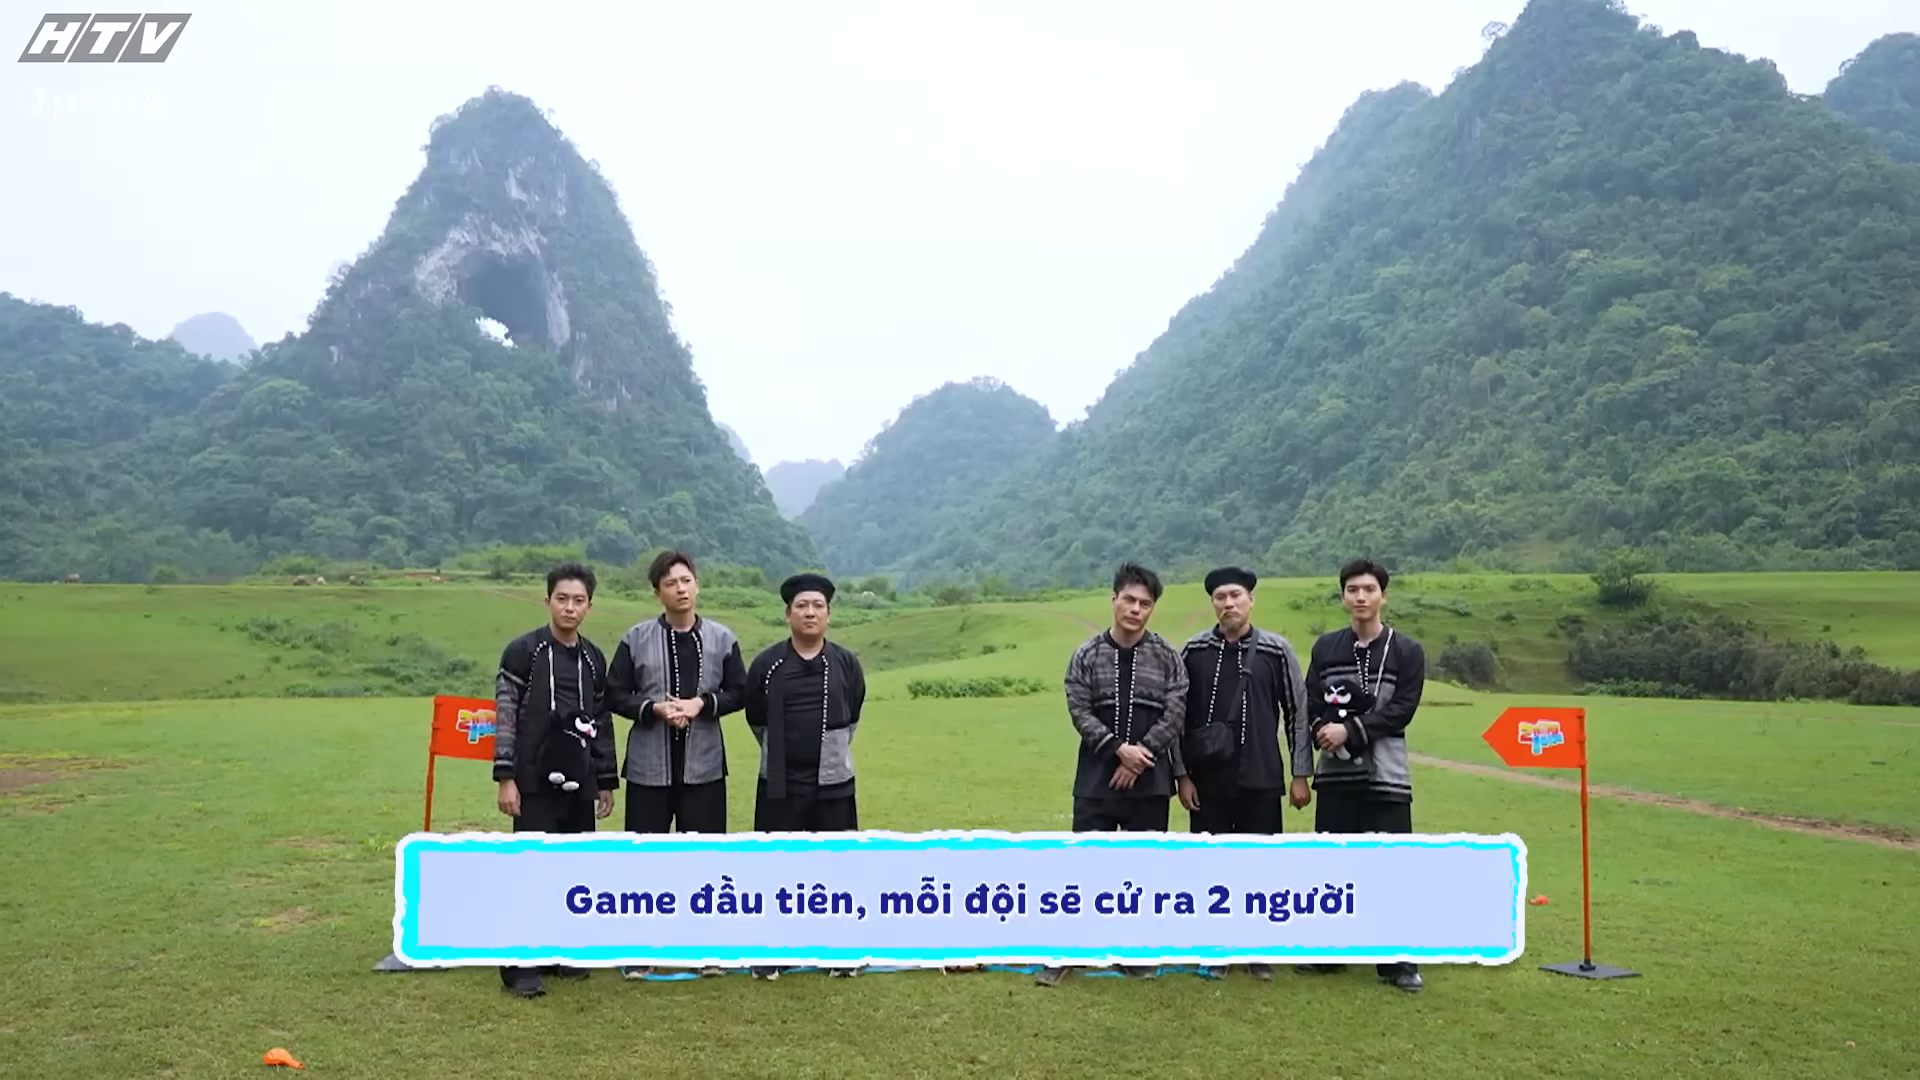 HTV
Game đầu tiên, mỗi đội sẽ cử ra 2 người